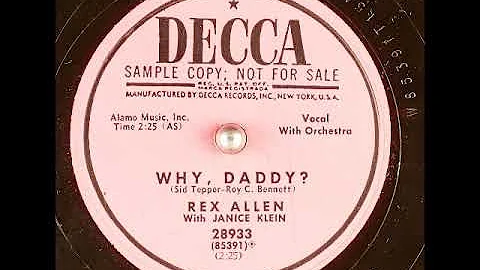 DECCA
SAMPLE COPY; NOT FOR SALE
REG. U.S. PAT. OFF.
MARCA REGISTRADA
MANUFACTURED BY DECCA RECORDS, INC., NEW YORK, U.S.A.
Alamo Music, Inc.
Time 2:25 (AS)
Vocal
With Orchestra
WHY, DADDY?
(Sid Tepper-Roy C. Bennett)
REX ALLEN
With JANICE KLEIN
28933
(85391)
(2:25)